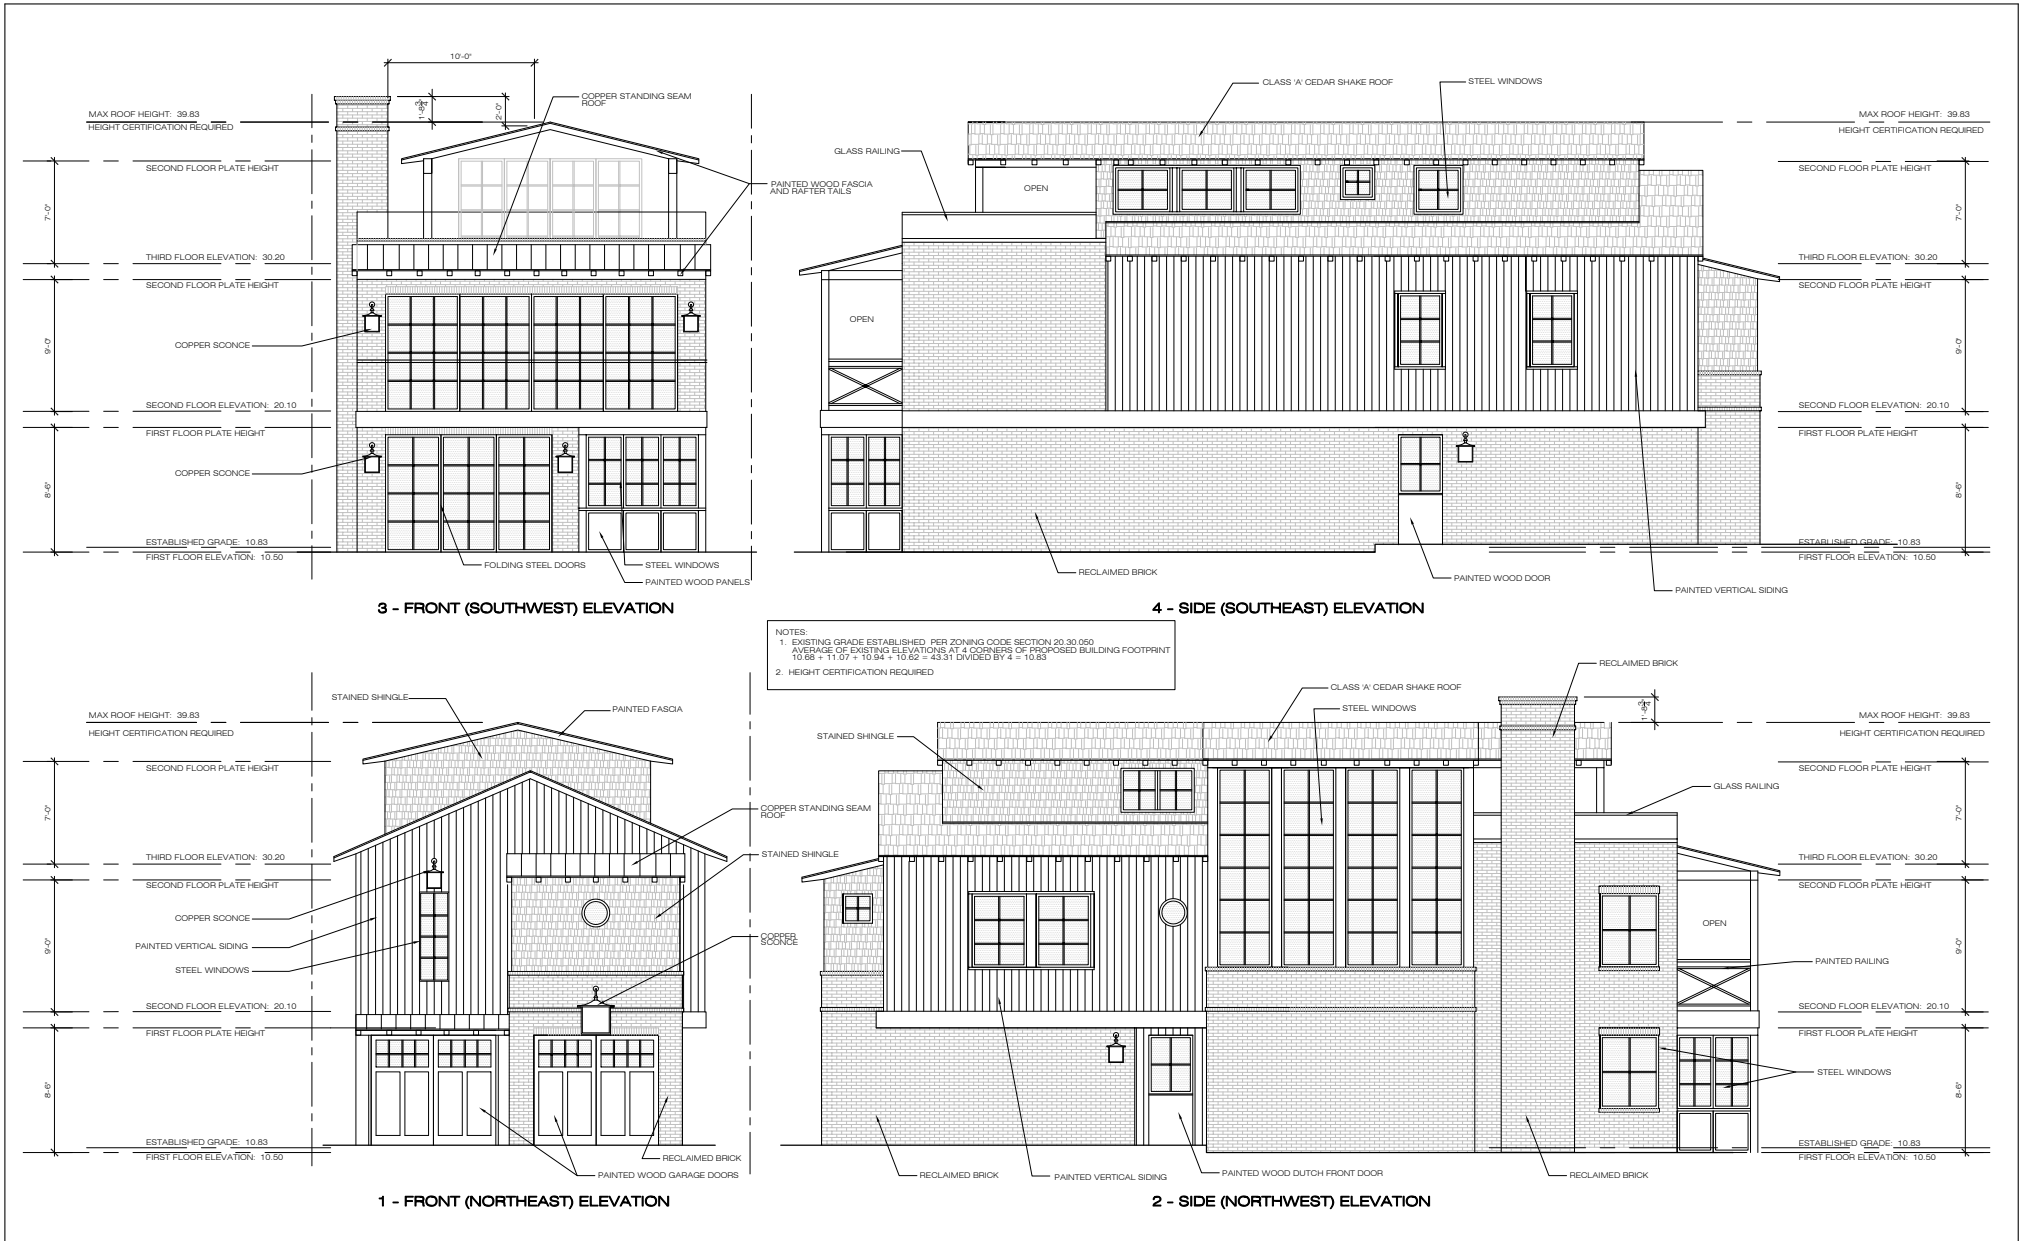 10'-0"
1'-8 3/4"
2'-0"
COPPER STANDING SEAM
ROOF
MAX ROOF HEIGHT: 39.83
HEIGHT CERTIFICATION REQUIRED
SECOND FLOOR PLATE HEIGHT
PAINTED WOOD FASCIA
AND RAFTER TAILS
7'-0"
THIRD FLOOR ELEVATION: 30.20
SECOND FLOOR PLATE HEIGHT
COPPER SCONCE
9'-0"
SECOND FLOOR ELEVATION: 20.10
FIRST FLOOR PLATE HEIGHT
COPPER SCONCE
8'-6"
ESTABLISHED GRADE: 10.83
FIRST FLOOR ELEVATION: 10.50
FOLDING STEEL DOORS
STEEL WINDOWS
PAINTED WOOD PANELS
3 - FRONT (SOUTHWEST) ELEVATION
CLASS 'A' CEDAR SHAKE ROOF
STEEL WINDOWS
MAX ROOF HEIGHT: 39.83
HEIGHT CERTIFICATION REQUIRED
GLASS RAILING
OPEN
SECOND FLOOR PLATE HEIGHT
7'-0"
THIRD FLOOR ELEVATION: 30.20
SECOND FLOOR PLATE HEIGHT
OPEN
9'-0"
SECOND FLOOR ELEVATION: 20.10
FIRST FLOOR PLATE HEIGHT
8'-6"
ESTABLISHED GRADE: 10.83
FIRST FLOOR ELEVATION: 10.50
RECLAIMED BRICK
PAINTED WOOD DOOR
PAINTED VERTICAL SIDING
4 - SIDE (SOUTHEAST) ELEVATION
NOTES:
1. EXISTING GRADE ESTABLISHED PER ZONING CODE SECTION 20.30.050
AVERAGE OF EXISTING ELEVATIONS AT 4 CORNERS OF PROPOSED BUILDING FOOTPRINT
10.68 + 11.07 + 10.94 + 10.62 = 43.31 DIVIDED BY 4 = 10.83
2. HEIGHT CERTIFICATION REQUIRED
STAINED SHINGLE
PAINTED FASCIA
MAX ROOF HEIGHT: 39.83
HEIGHT CERTIFICATION REQUIRED
SECOND FLOOR PLATE HEIGHT
7'-0"
COPPER STANDING SEAM
ROOF
STAINED SHINGLE
THIRD FLOOR ELEVATION: 30.20
SECOND FLOOR PLATE HEIGHT
COPPER SCONCE
PAINTED VERTICAL SIDING
COPPER
SCONCE
9'-0"
STEEL WINDOWS
SECOND FLOOR ELEVATION: 20.10
FIRST FLOOR PLATE HEIGHT
8'-6"
ESTABLISHED GRADE: 10.83
FIRST FLOOR ELEVATION: 10.50
RECLAIMED BRICK
PAINTED WOOD GARAGE DOORS
1 - FRONT (NORTHEAST) ELEVATION
RECLAIMED BRICK
CLASS 'A' CEDAR SHAKE ROOF
STEEL WINDOWS
1'-8 3/4"
MAX ROOF HEIGHT: 39.83
HEIGHT CERTIFICATION REQUIRED
STAINED SHINGLE
SECOND FLOOR PLATE HEIGHT
GLASS RAILING
7'-0"
THIRD FLOOR ELEVATION: 30.20
SECOND FLOOR PLATE HEIGHT
OPEN
9'-0"
PAINTED RAILING
SECOND FLOOR ELEVATION: 20.10
FIRST FLOOR PLATE HEIGHT
STEEL WINDOWS
8'-6"
ESTABLISHED GRADE: 10.83
FIRST FLOOR ELEVATION: 10.50
RECLAIMED BRICK
PAINTED VERTICAL SIDING
PAINTED WOOD DUTCH FRONT DOOR
RECLAIMED BRICK
2 - SIDE (NORTHWEST) ELEVATION